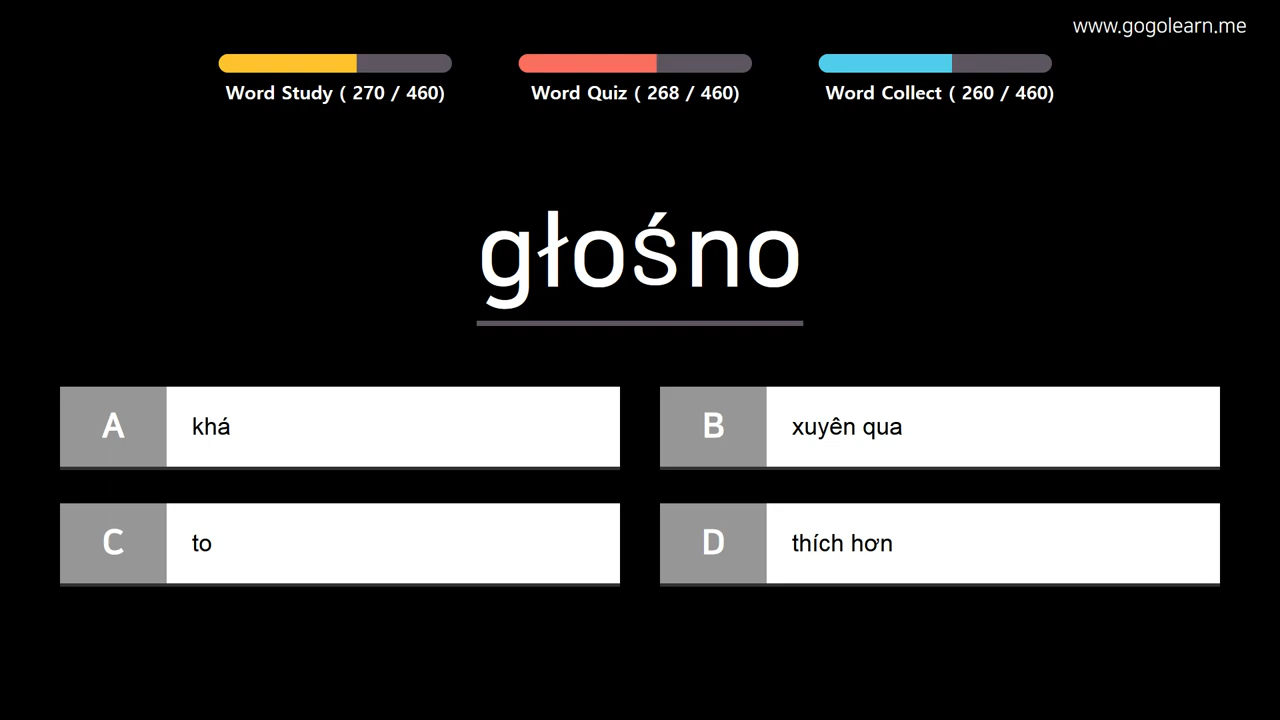 www.gogolearn.me
Word Study ( 270 / 460)
Word Quiz ( 268 / 460)
Word Collect ( 260 / 460)
głośno
A khá
B xuyên qua
C to
D thích hơn